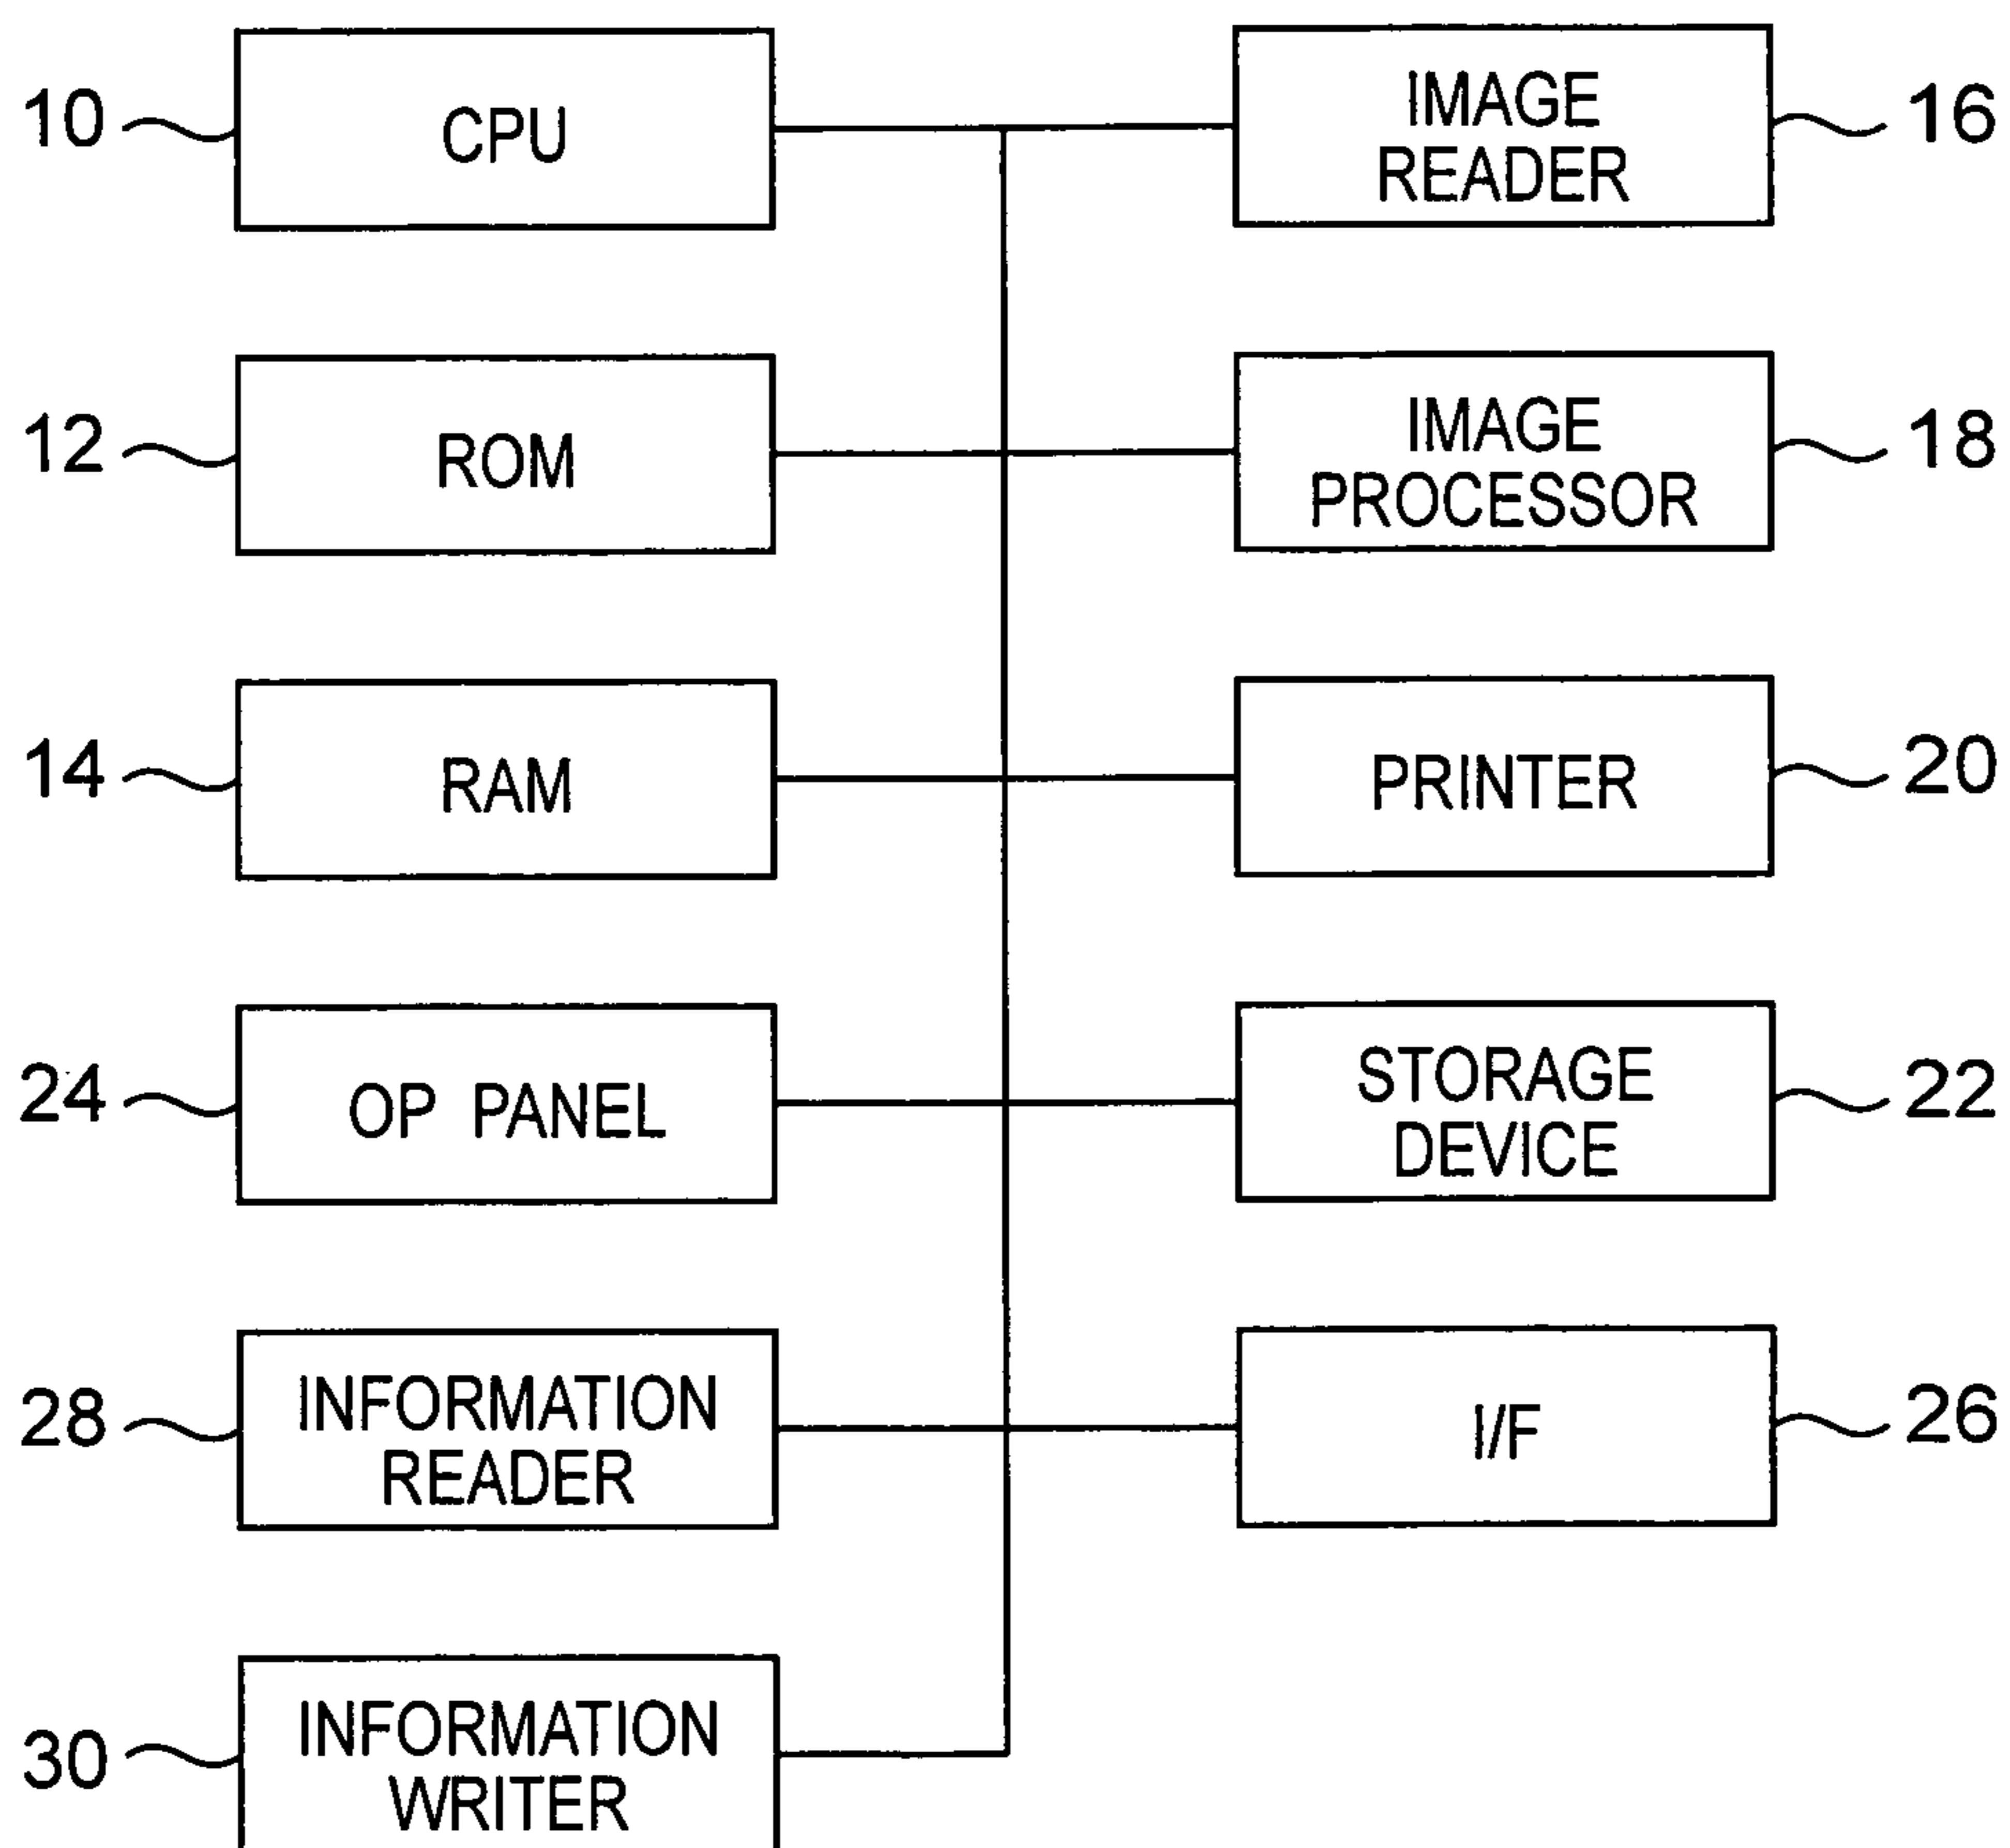 10 CPU IMAGE READER 16
12 ROM IMAGE PROCESSOR 18
14 RAM PRINTER 20
24 OP PANEL STORAGE DEVICE 22
28 INFORMATION READER I/F 26
30 INFORMATION WRITER